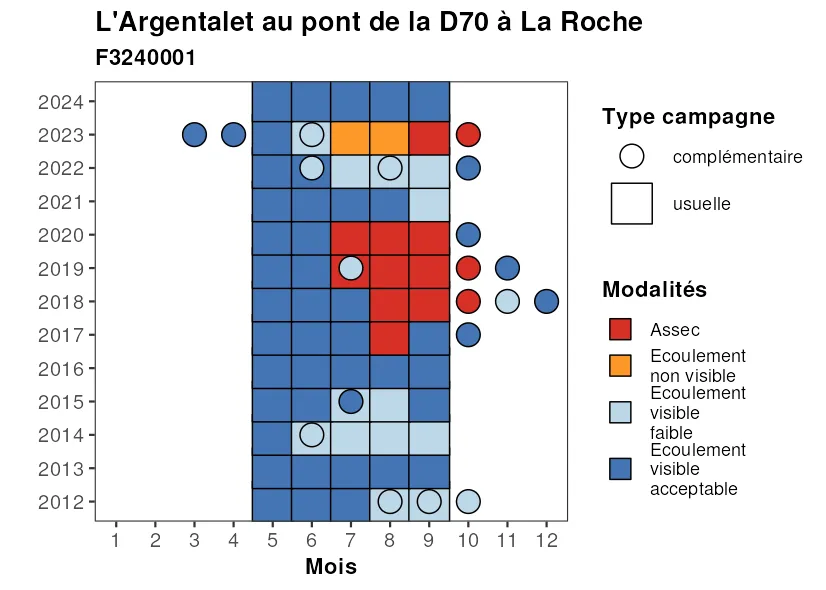 L'Argentalet au pont de la D70 à La Roche
F3240001
2024
2023
2022
2021
2020
2019
2018
2017
2016
2015
2014
2013
2012
1 2 3 4 5 6 7 8 9 10 11 12
Mois
Type campagne
complémentaire
usuelle
Modalités
Assec
Ecoulement
non visible
Ecoulement
visible
faible
Ecoulement
visible
acceptable